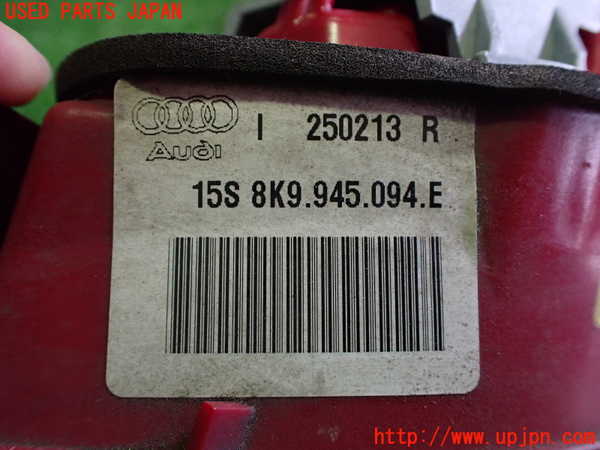 USED PARTS JAPAN
I 250213 R
Audi
15S 8K9.945.094.E
http://www.upjpn.com/